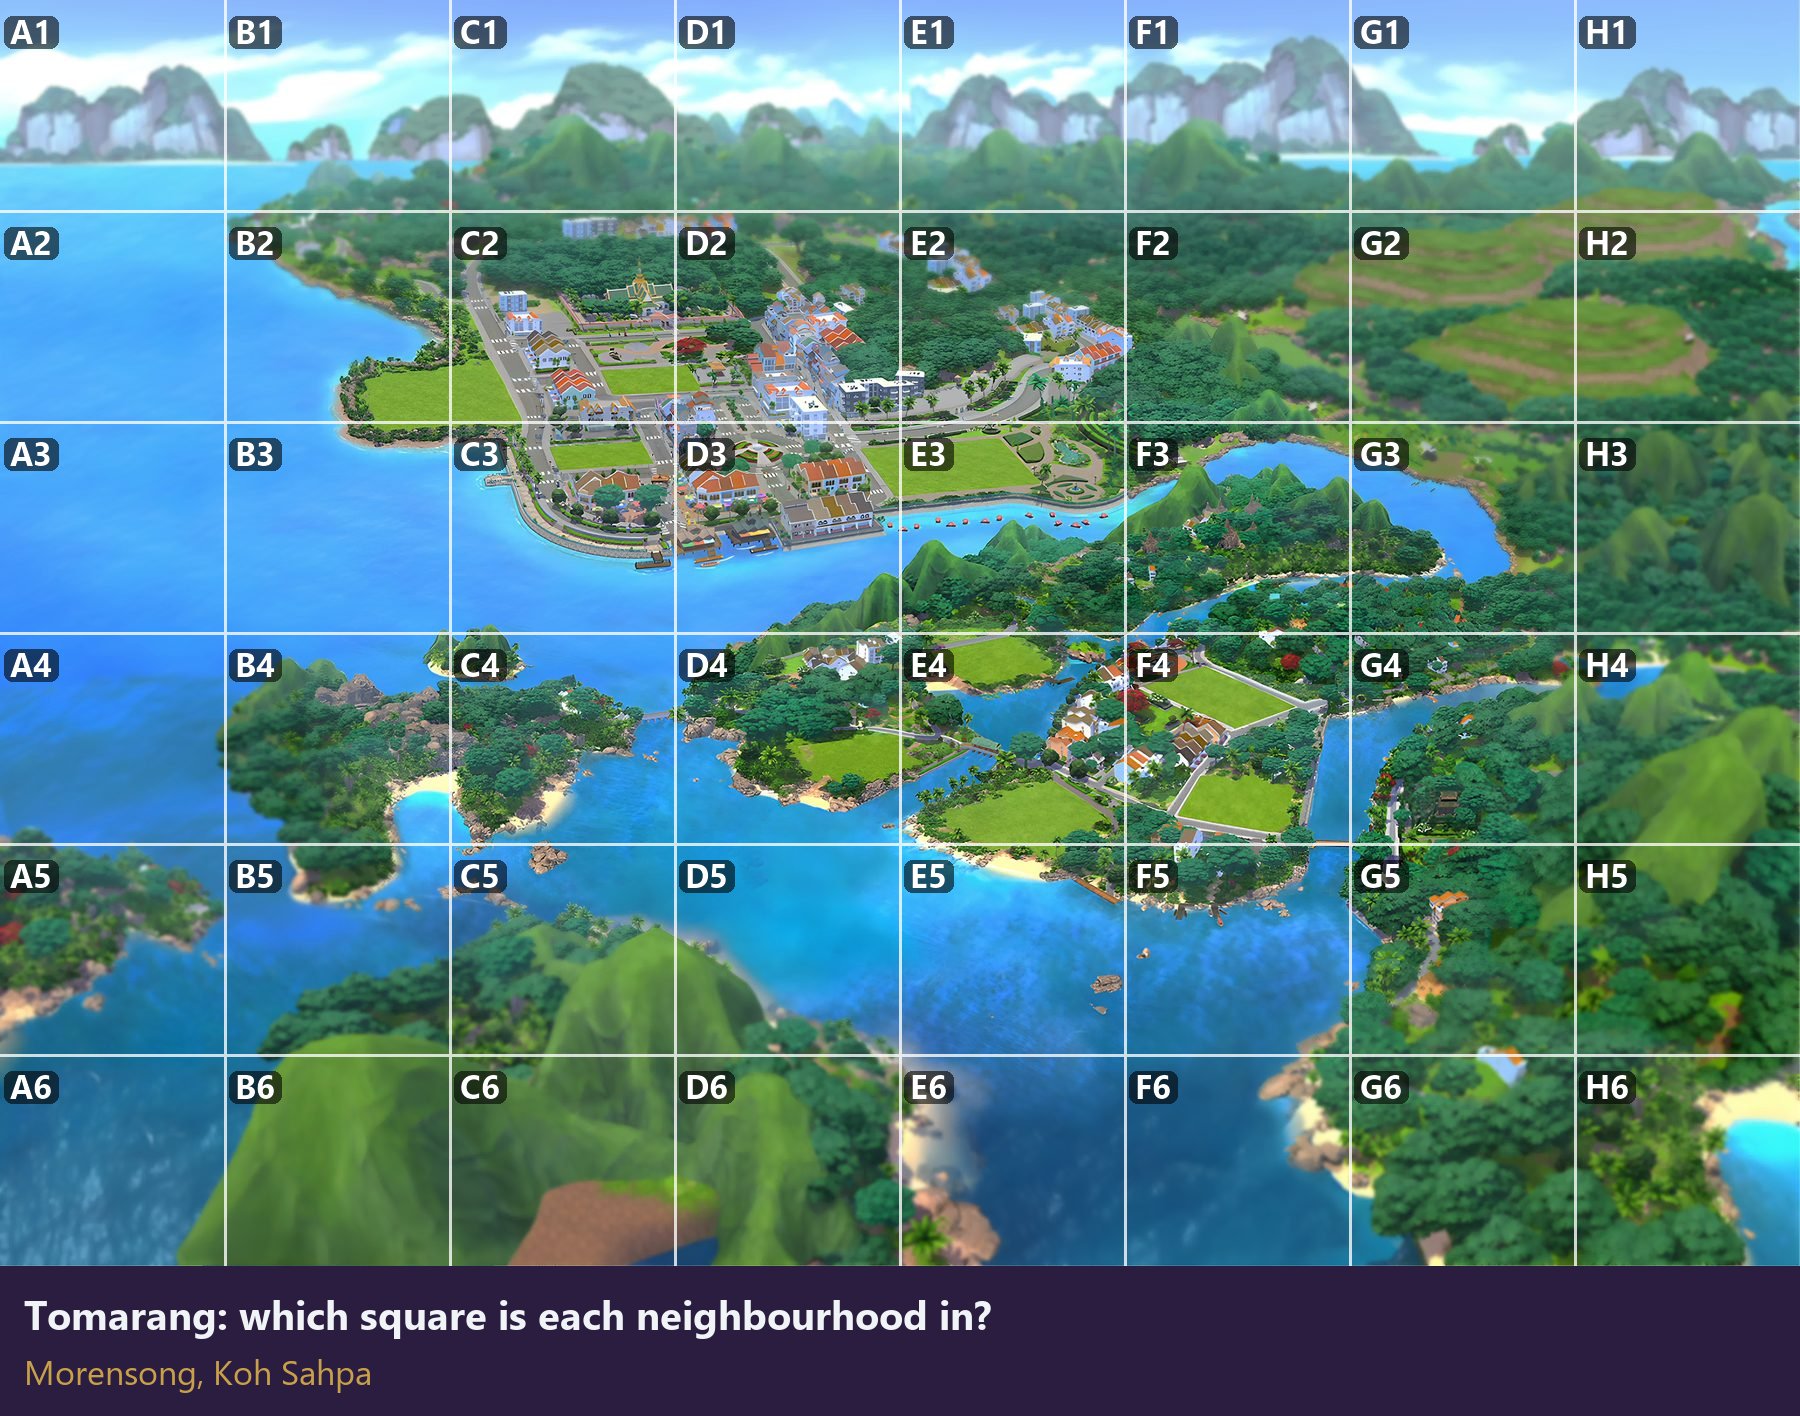 A1 B1 C1 D1 E1 F1 G1 H1
A2 B2 C2 D2 E2 F2 G2 H2
A3 B3 C3 D3 E3 F3 G3 H3
A4 B4 C4 D4 E4 F4 G4 H4
A5 B5 C5 D5 E5 F5 G5 H5
A6 B6 C6 D6 E6 F6 G6 H6
Tomarang: which square is each neighbourhood in?
Morensong, Koh Sahpa